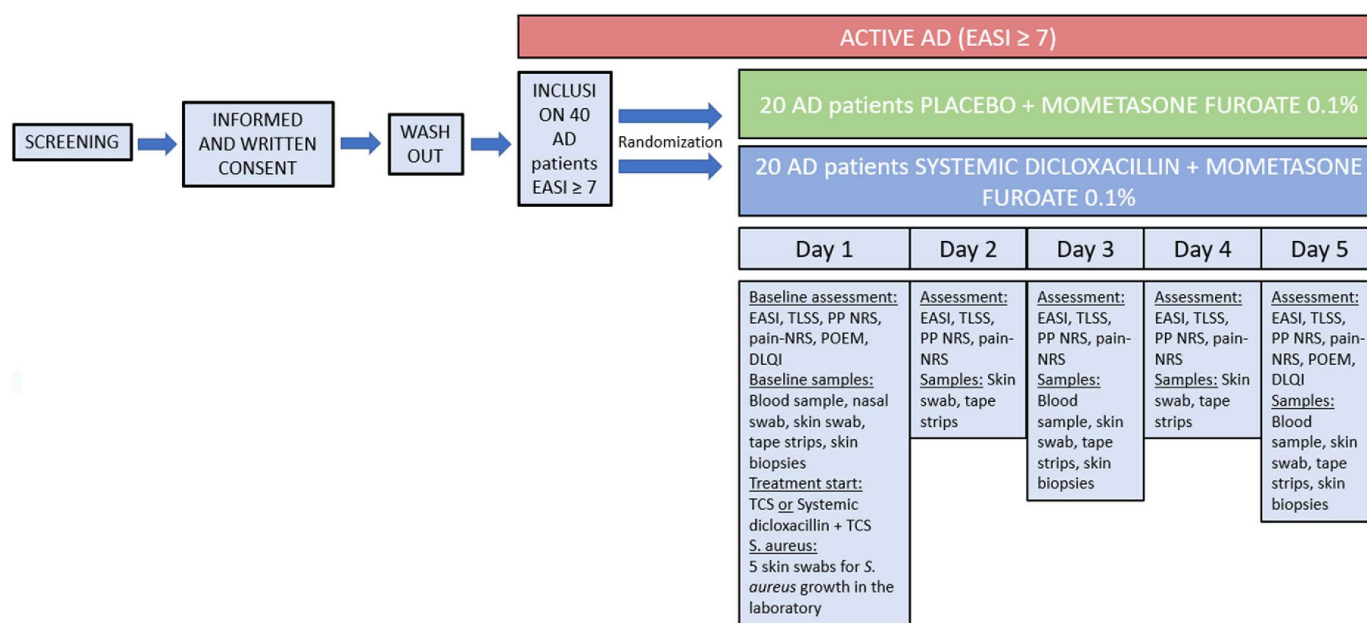 ACTIVE AD (EASI ≥ 7)
SCREENING
INFORMED
AND WRITTEN
CONSENT
WASH
OUT
INCLUSI
ON 40
AD
patients
EASI ≥ 7
Randomization
20 AD patients PLACEBO + MOMETASONE FUROATE 0.1%
20 AD patients SYSTEMIC DICLOXACILLIN + MOMETASONE
FUROATE 0.1%
Day 1
Baseline assessment:
EASI, TLSS, PP NRS,
pain-NRS, POEM,
DLQI
Baseline samples:
Blood sample, nasal
swab, skin swab,
tape strips, skin
biopsies
Treatment start:
TCS or Systemic
dicloxacillin + TCS
S. aureus:
5 skin swabs for S.
aureus growth in the
laboratory
Day 2
Assessment:
EASI, TLSS,
PP NRS, pain-
NRS
Samples: Skin
swab, tape
strips
Day 3
Assessment:
EASI, TLSS,
PP NRS, pain-
NRS
Samples:
Blood
sample, skin
swab, tape
strips, skin
biopsies
Day 4
Assessment:
EASI, TLSS,
PP NRS, pain-
NRS
Samples: Skin
swab, tape
strips
Day 5
Assessment:
EASI, TLSS,
PP NRS, pain-
NRS, POEM,
DLQI
Samples:
Blood
sample, skin
swab, tape
strips, skin
biopsies